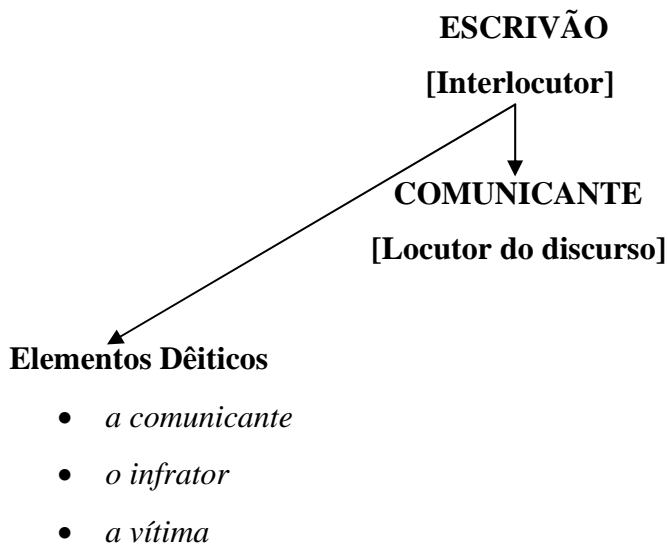 ESCRIVÃO
[Interlocutor]
COMUNICANTE
[Locutor do discurso]
Elementos Dêiticos
• a comunicante
• o infrator
• a vítima